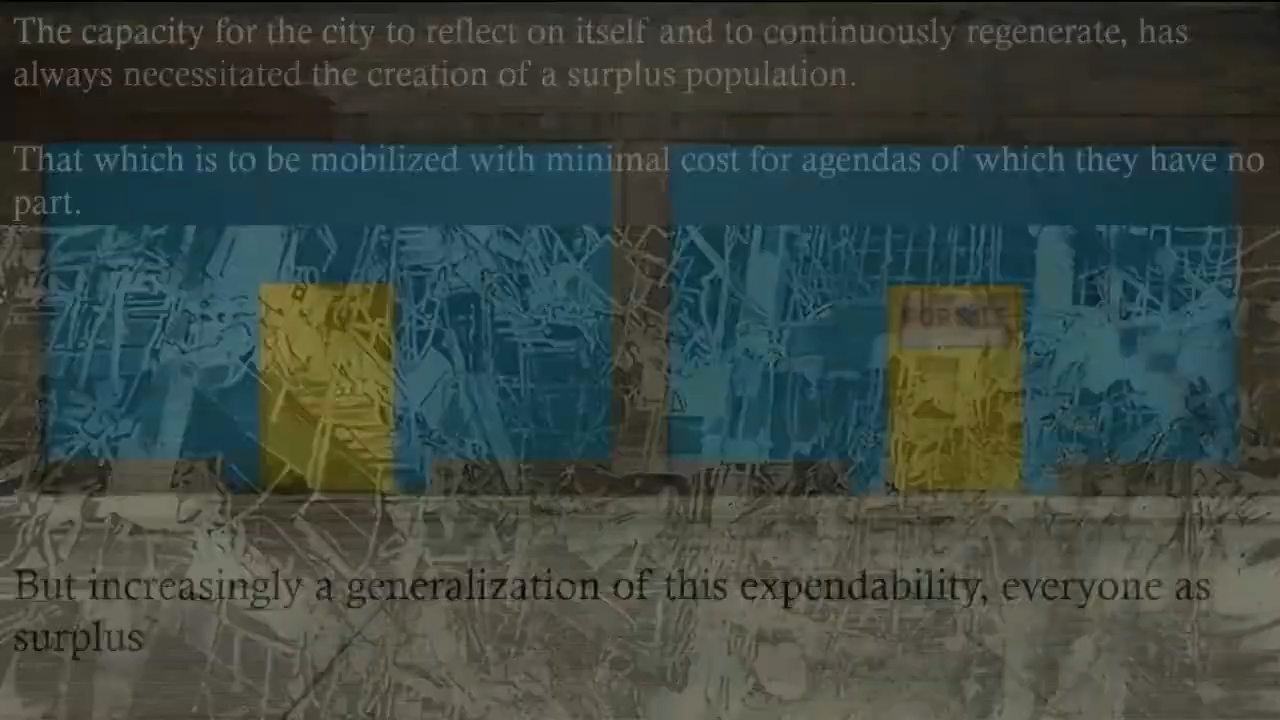 The capacity for the city to reflect on itself and to continuously regenerate, has
always necessitated the creation of a surplus population.
That which is to be mobilized with minimal cost for agendas of which they have no
part.
FOR SALE
But increasingly a generalization of this expendability, everyone as
surplus